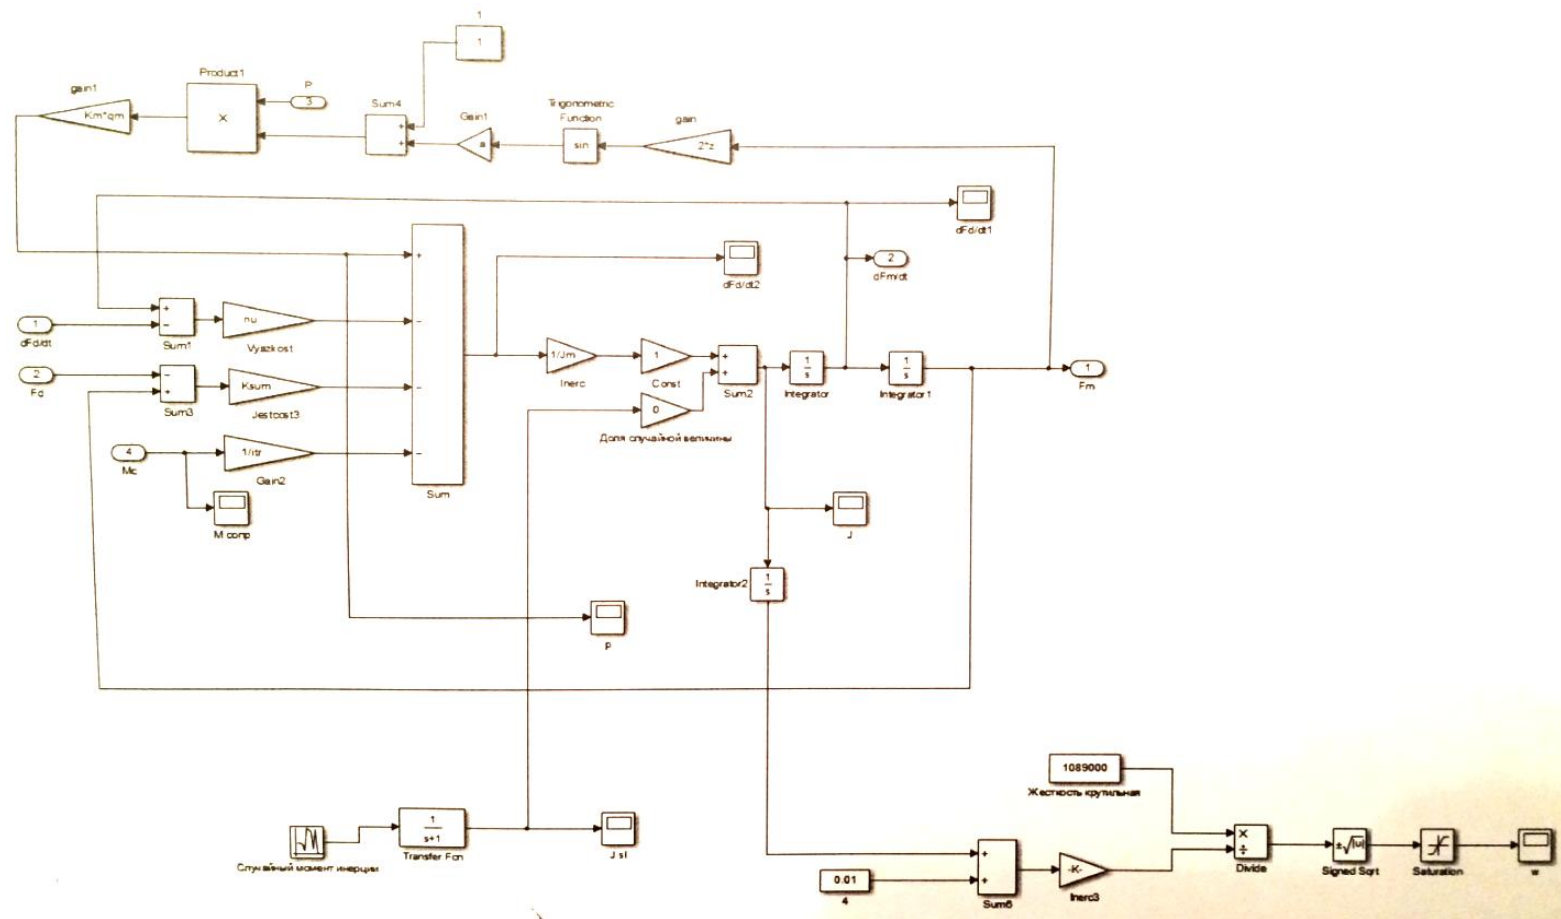 1
1
Product1
×
P
3
gain1
Km*qm
Sum4
+
+
Gain1
a
Trigonometric
Function
sin
gain
2*z
dFd/dt1
2
dFm/dt
dFd/dt2
1
dFd/dt
+
−
Sum1
nu
Vyazkost
2
Fd
−
+
Sum3
Ksum
Jestcost3
4
Mc
1/itr
Gain2
М сопр
+
−
−
−
Sum
1/Jm
Inerc
1
Const
0
Доля случайной величины
+
+
Sum2
1
s
Integrator
1
s
Integrator1
1
Fm
J
Integrator2
1
s
P
Случайный момент инерции
1
s+1
Transfer Fcn
J sl
1089000
Жесткость крутильная
0.01
4
+
+
Sum6
-K-
Inerc3
×
÷
Divide
±√|u|
Signed Sqrt
Saturation
w